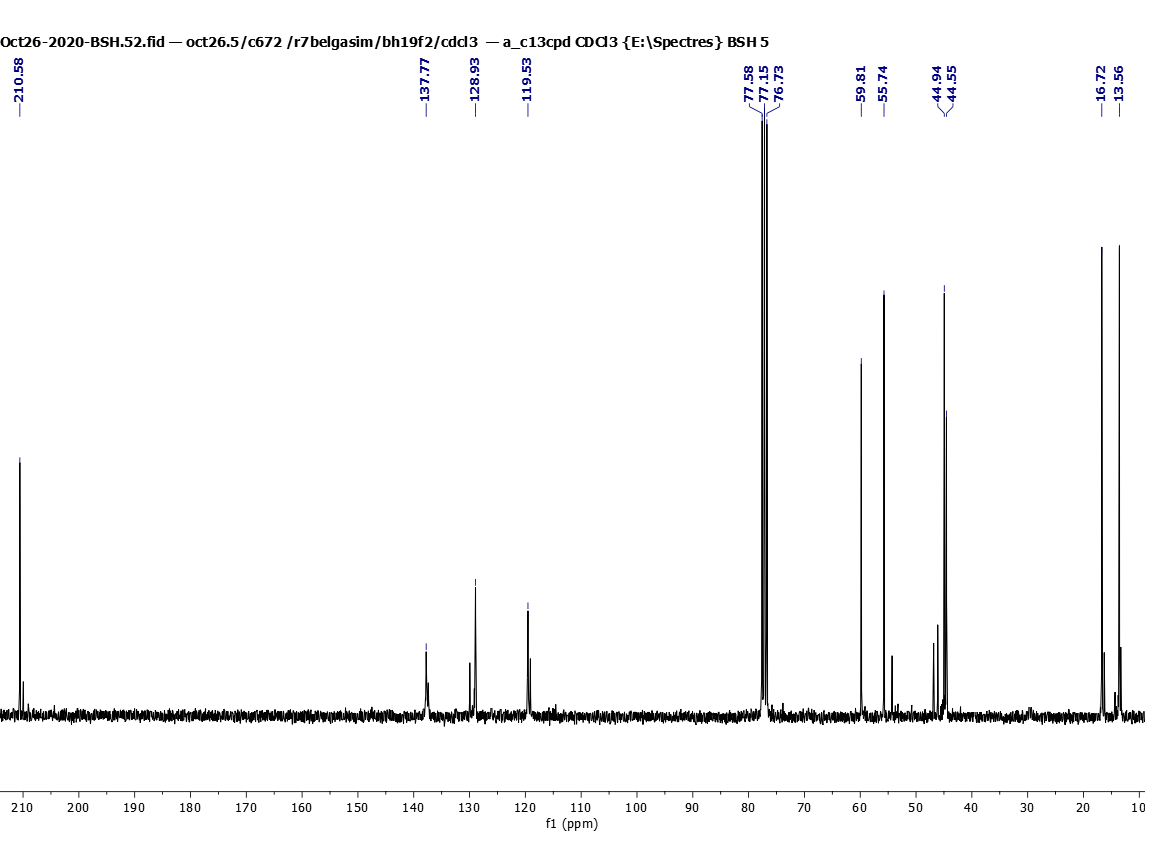 Oct26-2020-BSH.52.fid — oct26.5/c672 /r7belgasim/bh19f2/cdcl3 — a_c13cpd CDCl3 {E:\Spectres} BSH 5
210.58 137.77 128.93 119.53 77.58 77.15 76.73 59.81 55.74 44.94 44.55 16.72 13.56
210 200 190 180 170 160 150 140 130 120 110 100 90 80 70 60 50 40 30 20 10
f1 (ppm)